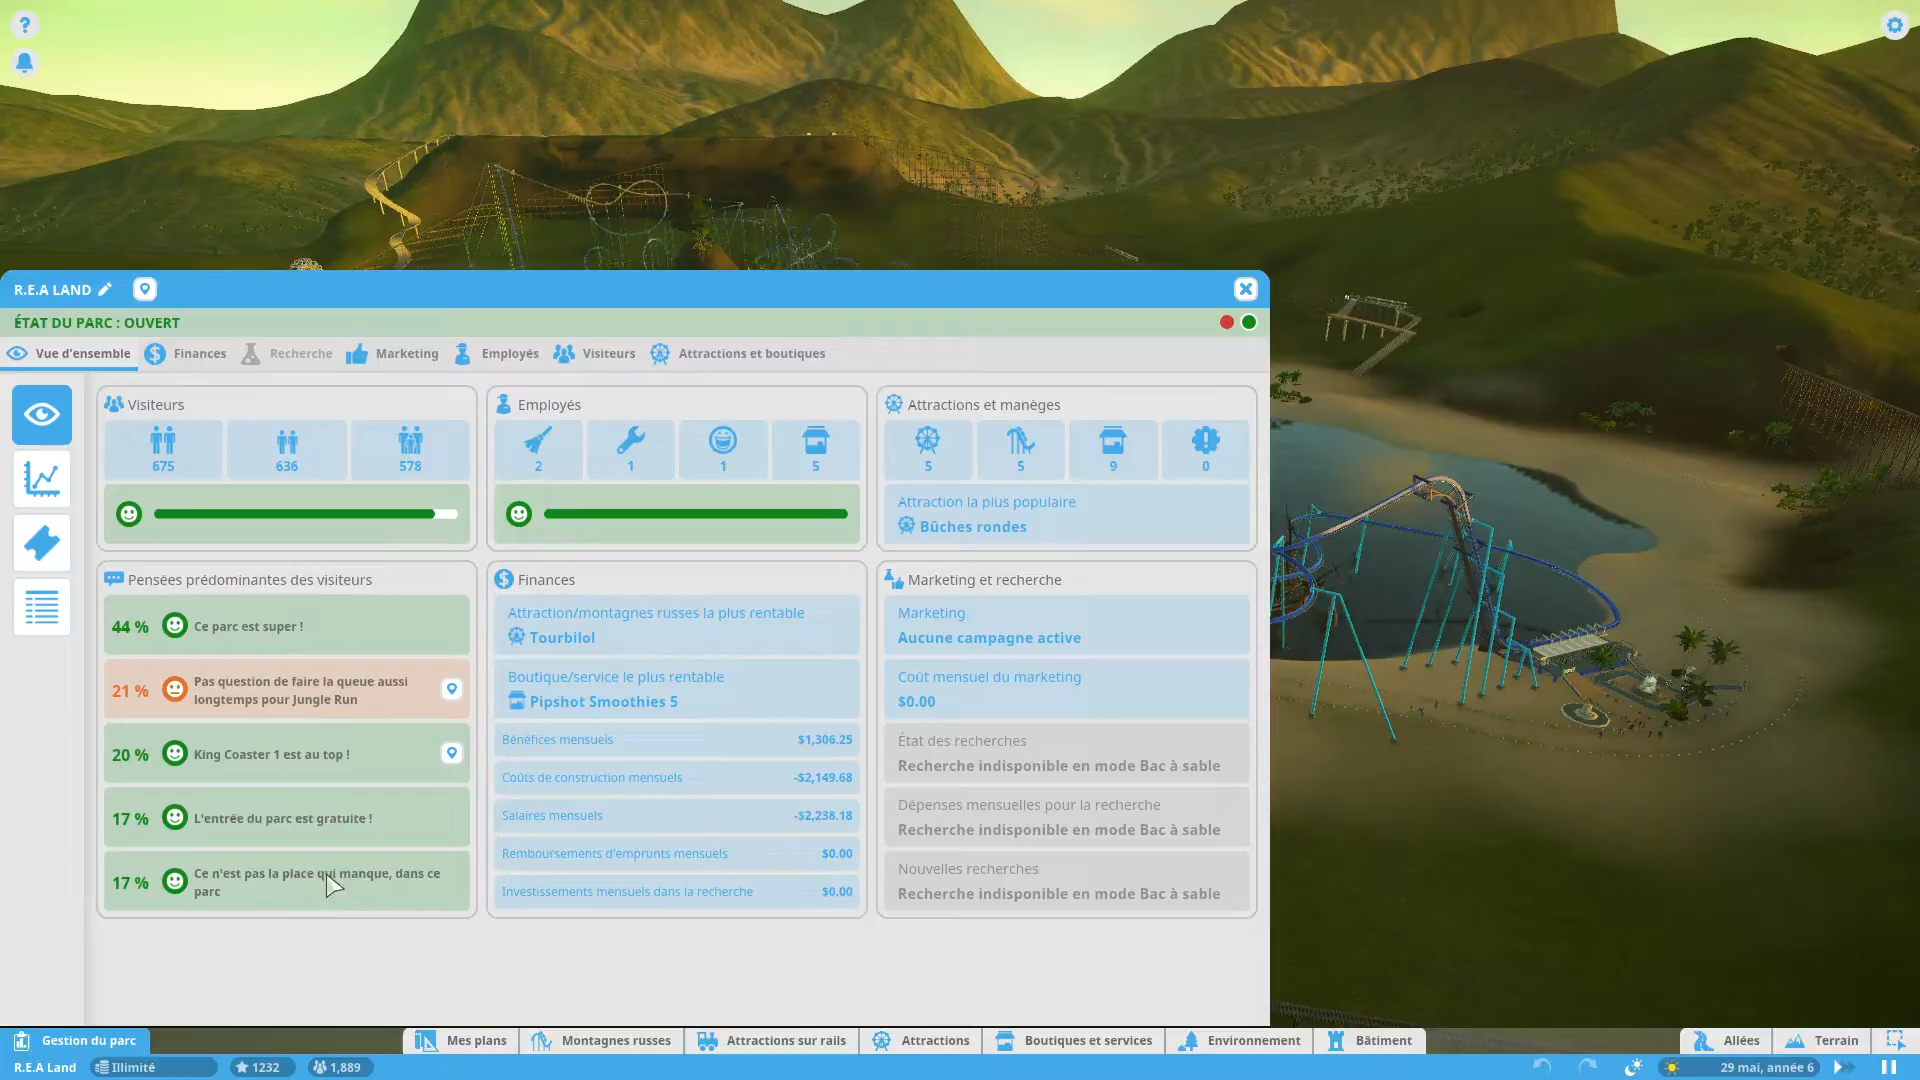 ?
R.E.A LAND
ÉTAT DU PARC : OUVERT
Vue d'ensemble
Finances
Recherche
Marketing
Employés
Visiteurs
Attractions et boutiques
Visiteurs
675
636
578
Employés
2
1
1
5
Attractions et manèges
5
5
9
0
Attraction la plus populaire
Bûches rondes
Pensées prédominantes des visiteurs
44 %
Ce parc est super !
21 %
Pas question de faire la queue aussi
longtemps pour Jungle Run
20 %
King Coaster 1 est au top !
17 %
L'entrée du parc est gratuite !
17 %
Ce n'est pas la place qui manque, dans ce
parc
Finances
Attraction/montagnes russes la plus rentable
Tourbilol
Boutique/service le plus rentable
Pipshot Smoothies 5
Bénéfices mensuels $1,306.25
Coûts de construction mensuels -$2,149.68
Salaires mensuels -$2,238.18
Remboursements d'emprunts mensuels $0.00
Investissements mensuels dans la recherche $0.00
Marketing et recherche
Marketing
Aucune campagne active
Coût mensuel du marketing
$0.00
État des recherches
Recherche indisponible en mode Bac à sable
Dépenses mensuelles pour la recherche
Recherche indisponible en mode Bac à sable
Nouvelles recherches
Recherche indisponible en mode Bac à sable
Gestion du parc
Mes plans
Montagnes russes
Attractions sur rails
Attractions
Boutiques et services
Environnement
Bâtiment
Allées
Terrain
R.E.A Land
Illimité
1232
1,889
29 mai, année 6